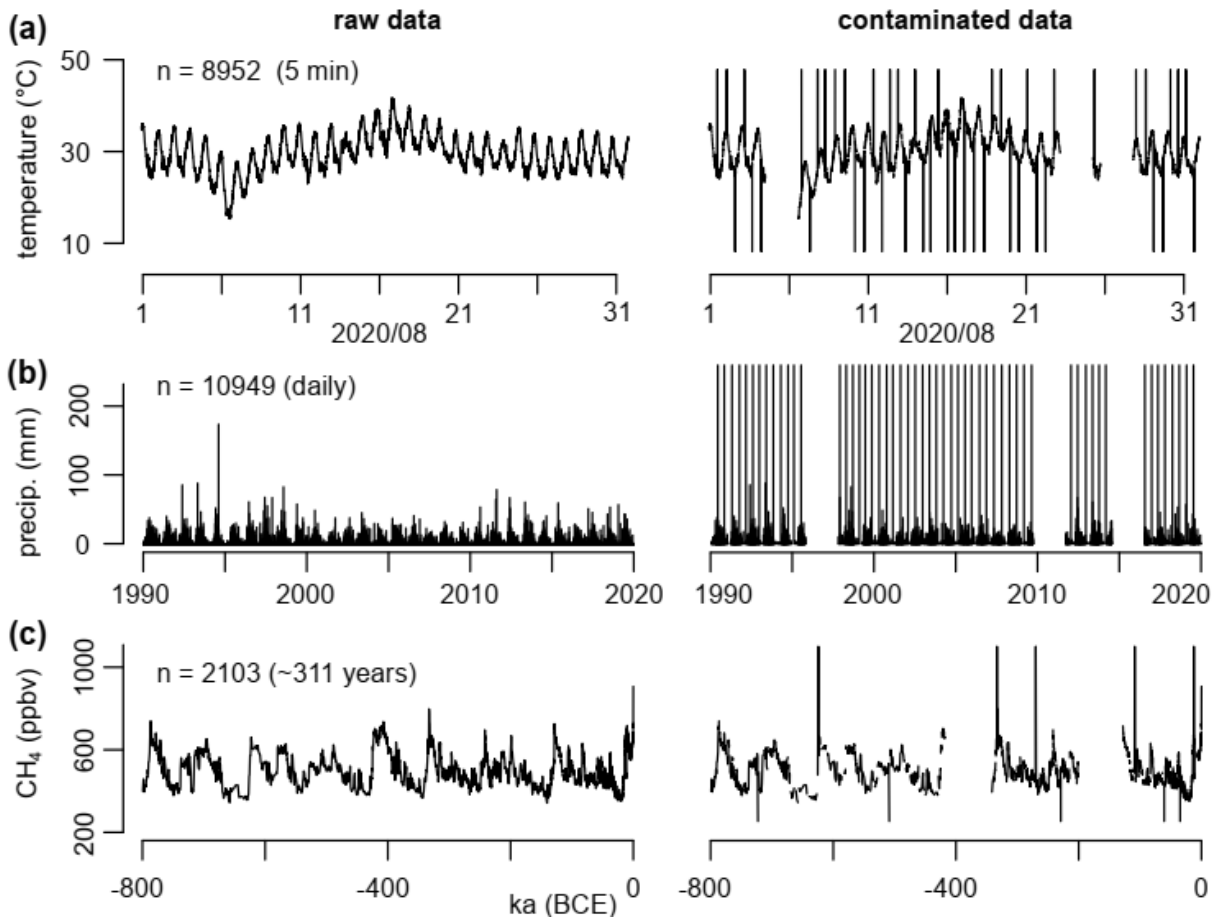 raw data
contaminated data
(a)
n = 8952 (5 min)
temperature (°C)
50
30
10
1
11
21
31
2020/08
1
11
21
31
2020/08
(b)
n = 10949 (daily)
precip. (mm)
200
100
0
1990
2000
2010
2020
1990
2000
2010
2020
(c)
n = 2103 (~311 years)
CH₄ (ppbv)
1000
600
200
-800
-400
0
ka (BCE)
-800
-400
0